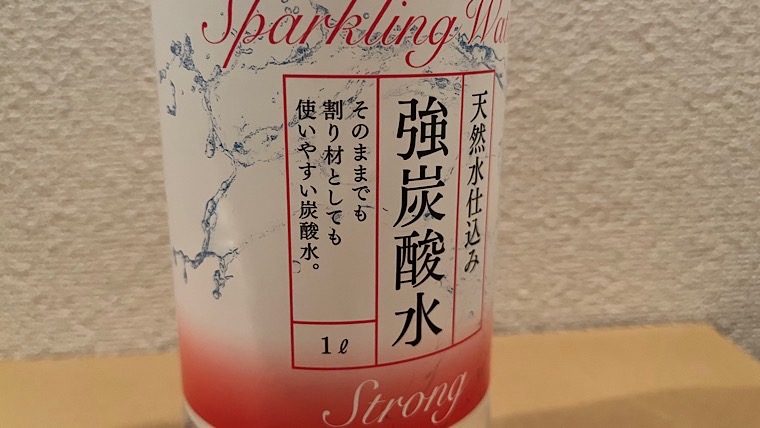 Sparkling Wat
天然水仕込み
強炭酸水
そのままでも
割り材としても
使いやすい炭酸水。
1ℓ
Strong